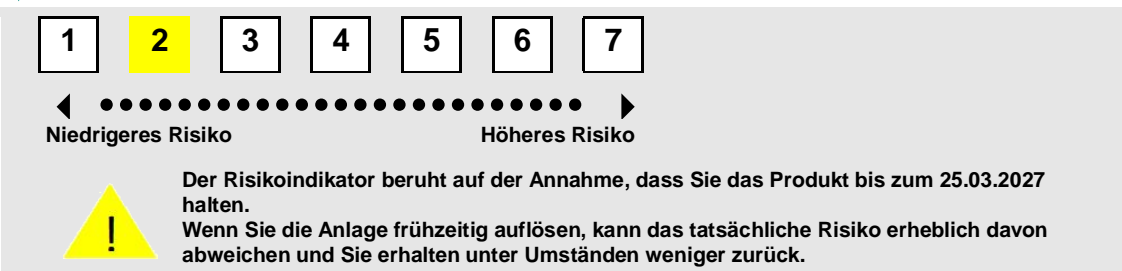 1 2 3 4 5 6 7
Niedrigeres Risiko Höheres Risiko
Der Risikoindikator beruht auf der Annahme, dass Sie das Produkt bis zum 25.03.2027
halten.
! Wenn Sie die Anlage frühzeitig auflösen, kann das tatsächliche Risiko erheblich davon
abweichen und Sie erhalten unter Umständen weniger zurück.